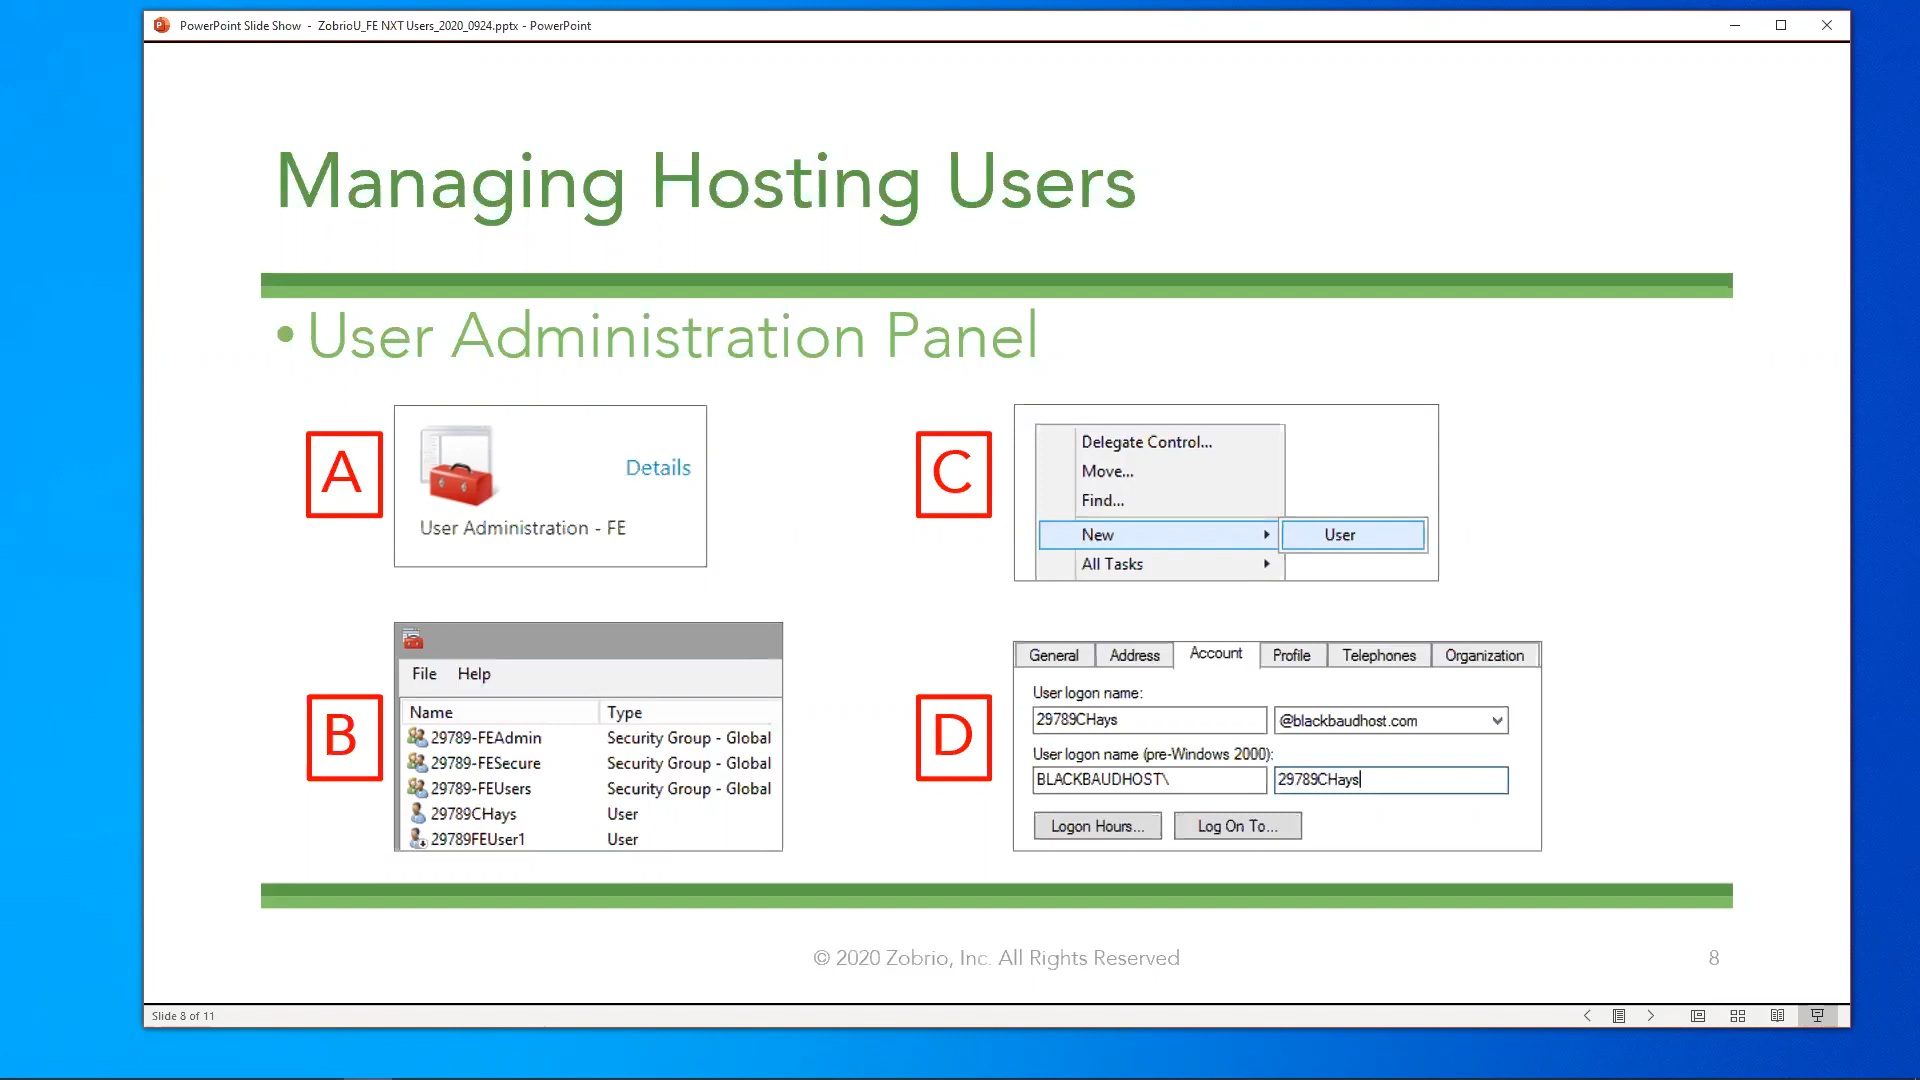 PowerPoint Slide Show - ZobrioU_FE NXT Users_2020_0924.pptx - PowerPoint
Managing Hosting Users
• User Administration Panel
A
Details
User Administration - FE
B
File Help
Name Type
29789-FEAdmin Security Group - Global
29789-FESecure Security Group - Global
29789-FEUsers Security Group - Global
29789CHays User
29789FEUser1 User
C
Delegate Control...
Move...
Find...
New User
All Tasks
D
General Address Account Profile Telephones Organization
User logon name:
29789CHays @blackbaudhost.com
User logon name (pre-Windows 2000):
BLACKBAUDHOST\ 29789CHays
Logon Hours... Log On To...
© 2020 Zobrio, Inc. All Rights Reserved
8
Slide 8 of 11